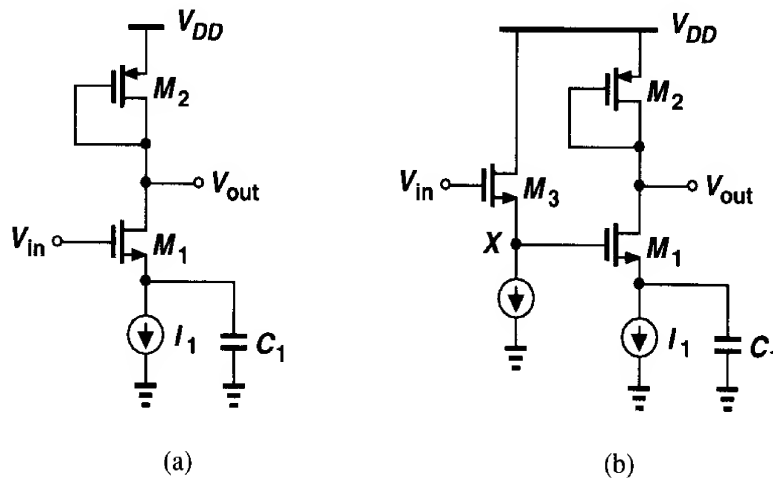 V_DD
M_2
V_out
V_in
M_1
I_1
C_1
(a)
V_DD
M_2
V_in
M_3
V_out
X
M_1
I_1
C
(b)